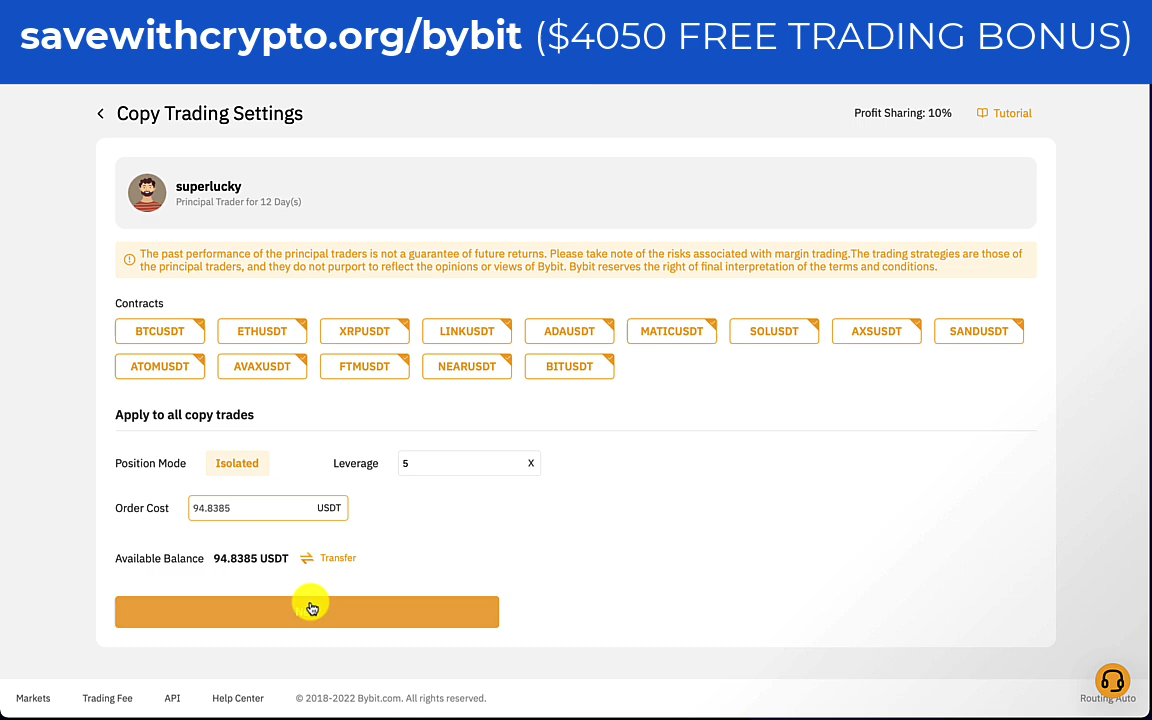 savewithcrypto.org/bybit ($4050 FREE TRADING BONUS)
Copy Trading Settings
Profit Sharing: 10%
Tutorial
superlucky
Principal Trader for 12 Day(s)
The past performance of the principal traders is not a guarantee of future returns. Please take note of the risks associated with margin trading.The trading strategies are those of
the principal traders, and they do not purport to reflect the opinions or views of Bybit. Bybit reserves the right of final interpretation of the terms and conditions.
Contracts
BTCUSDT ETHUSDT XRPUSDT LINKUSDT ADAUSDT MATICUSDT SOLUSDT AXSUSDT SANDUSDT
ATOMUSDT AVAXUSDT FTMUSDT NEARUSDT BITUSDT
Apply to all copy trades
Position Mode Isolated Leverage 5 X
Order Cost 94.8385 USDT
Available Balance 94.8385 USDT Transfer
Markets Trading Fee API Help Center © 2018-2022 Bybit.com. All rights reserved. Routing Auto